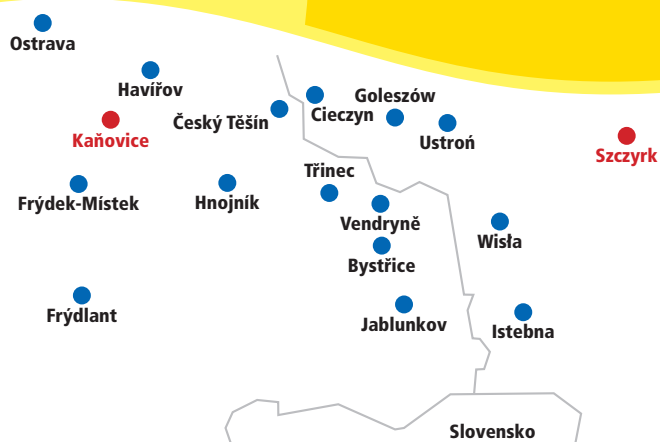 Ostrava
Havířov
Goleszów
Cieczyn
Český Těšín
Kaňovice
Ustroń
Szczyrk
Třinec
Frýdek-Místek
Hnojník
Vendryně
Wisła
Bystřice
Frýdlant
Jablunkov
Istebna
Slovensko